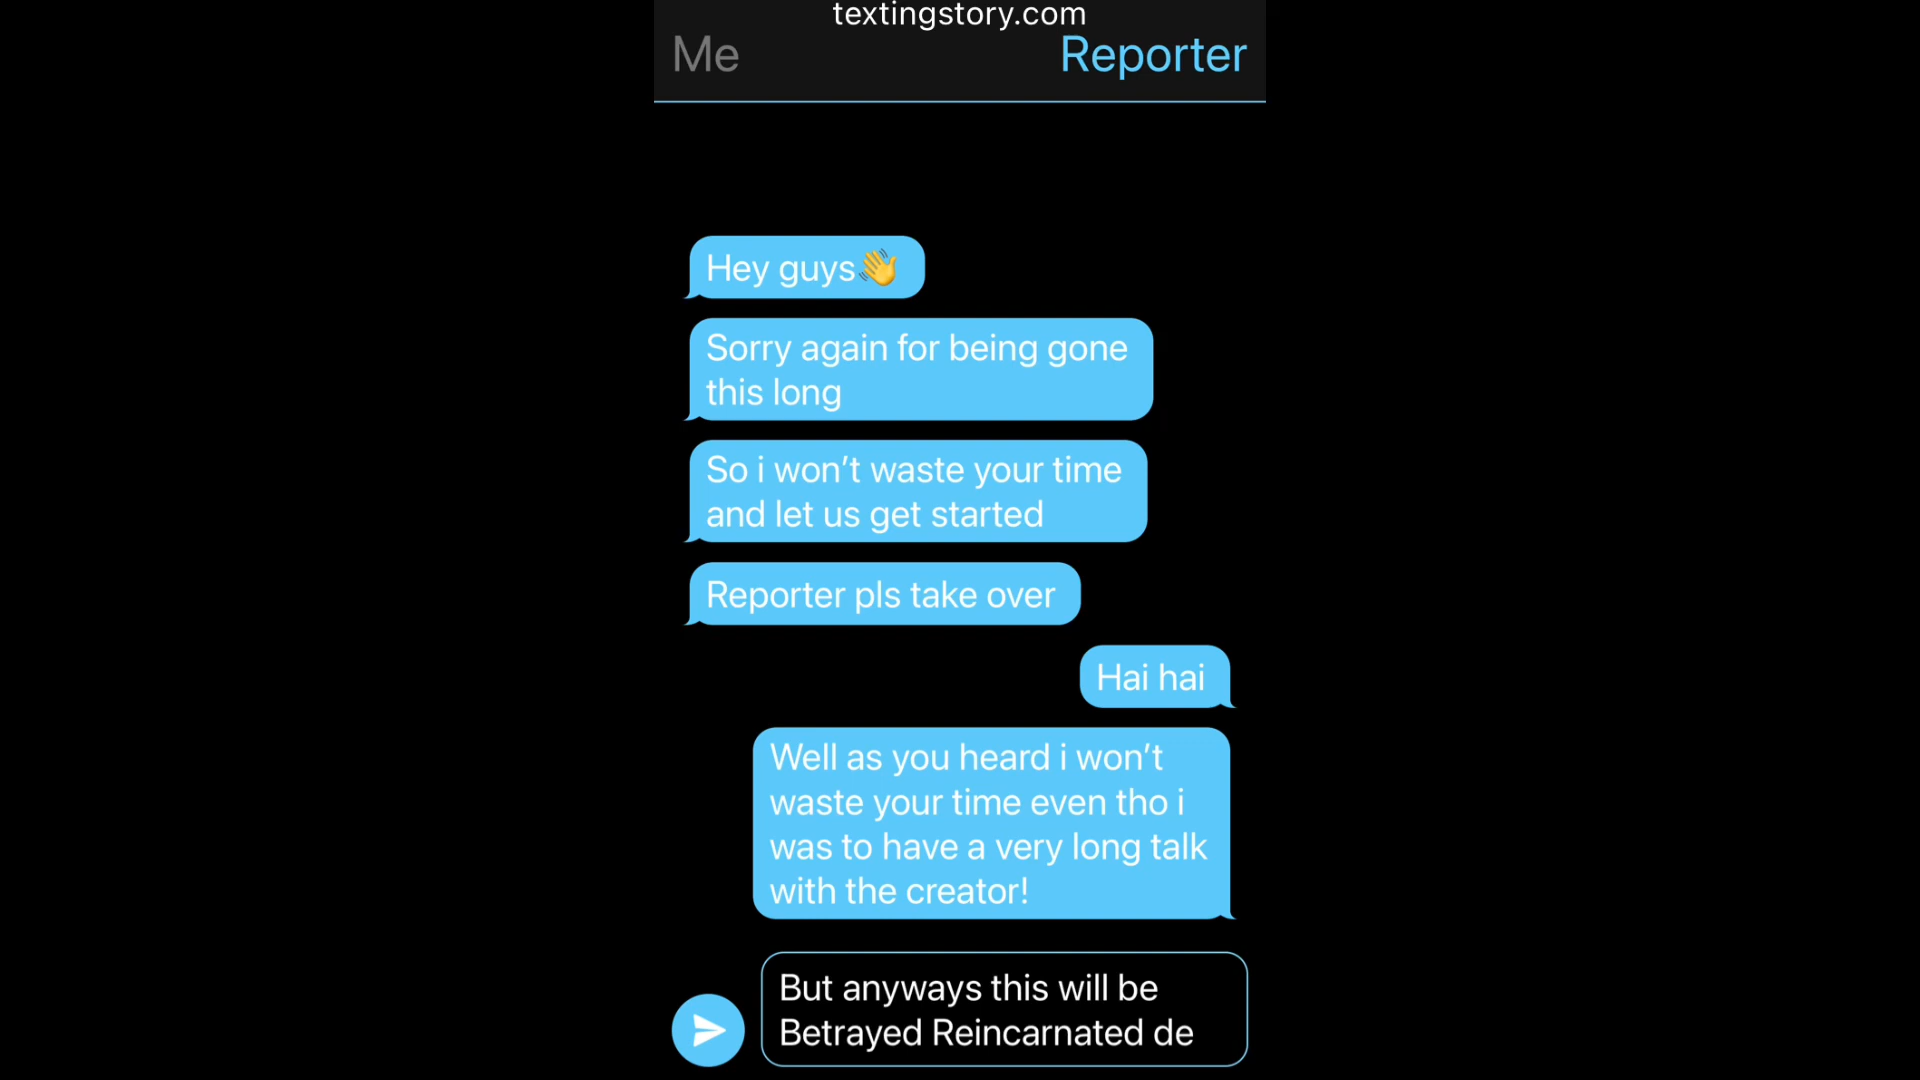 textingstory.com
Me
Reporter
Hey guys👋
Sorry again for being gone
this long
So i won’t waste your time
and let us get started
Reporter pls take over
Hai hai
Well as you heard i won’t
waste your time even tho i
was to have a very long talk
with the creator!
But anyways this will be
Betrayed Reincarnated de